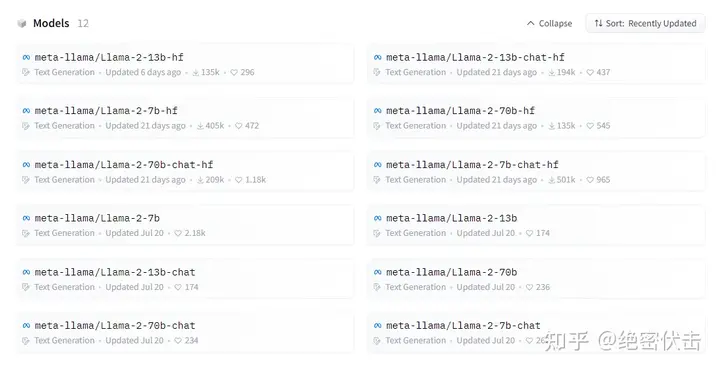 Models 12
Collapse
Sort: Recently Updated
meta-llama/Llama-2-13b-hf
Text Generation • Updated 6 days ago • 135k • 296
meta-llama/Llama-2-13b-chat-hf
Text Generation • Updated 21 days ago • 194k • 437
meta-llama/Llama-2-7b-hf
Text Generation • Updated 21 days ago • 405k • 472
meta-llama/Llama-2-70b-hf
Text Generation • Updated 21 days ago • 135k • 545
meta-llama/Llama-2-70b-chat-hf
Text Generation • Updated 21 days ago • 209k • 1.18k
meta-llama/Llama-2-7b-chat-hf
Text Generation • Updated 21 days ago • 501k • 965
meta-llama/Llama-2-7b
Text Generation • Updated Jul 20 • 2.18k
meta-llama/Llama-2-13b
Text Generation • Updated Jul 20 • 174
meta-llama/Llama-2-13b-chat
Text Generation • Updated Jul 20 • 174
meta-llama/Llama-2-70b
Text Generation • Updated Jul 20 • 236
meta-llama/Llama-2-70b-chat
Text Generation • Updated Jul 20 • 234
meta-llama/Llama-2-7b-chat
Text Generation • Updated Jul 20
知乎 @绝密伏击